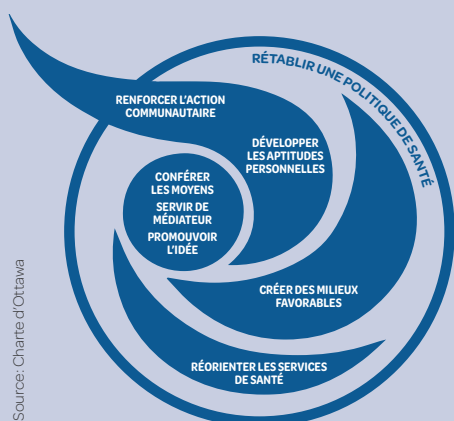 RÉTABLIR UNE POLITIQUE DE SANTÉ
RENFORCER L'ACTION
COMMUNAUTAIRE
DÉVELOPPER
LES APTITUDES
PERSONNELLES
CONFÉRER
LES MOYENS
SERVIR DE
MÉDIATEUR
PROMOUVOIR
L'IDÉE
CRÉER DES MILIEUX
FAVORABLES
RÉORIENTER LES SERVICES
DE SANTÉ
Source: Charte d'Ottawa